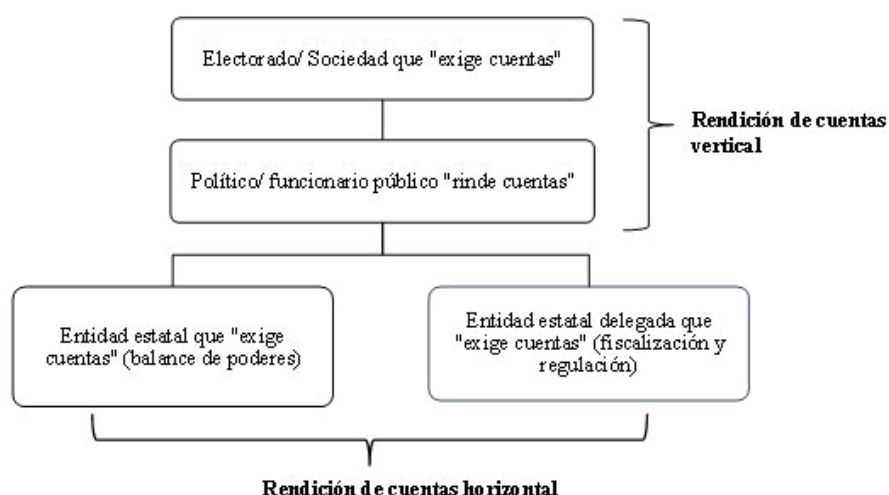 Electorado/ Sociedad que "exige cuentas"
Rendición de cuentas
vertical
Político/ funcionario público "rinde cuentas"
Entidad estatal que "exige
cuentas" (balance de poderes)
Entidad estatal delegada que
"exige cuentas" (fiscalización y
regulación)
Rendición de cuentas horizontal